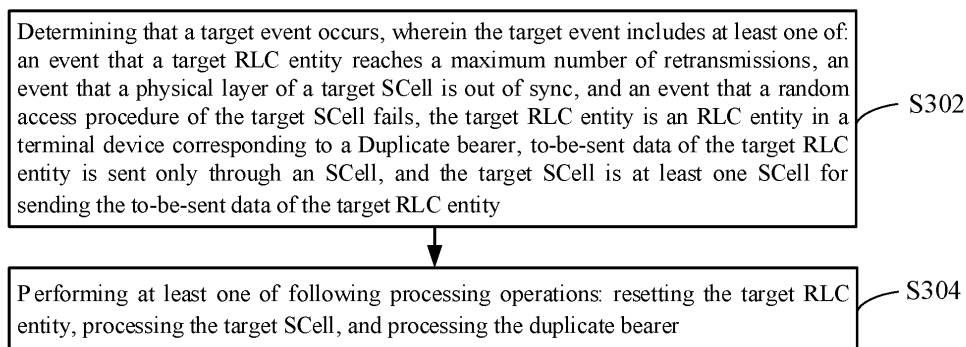 Determining that a target event occurs, wherein the target event includes at least one of:
an event that a target RLC entity reaches a maximum number of retransmissions, an
event that a physical layer of a target SCell is out of sync, and an event that a random
access procedure of the target SCell fails, the target RLC entity is an RLC entity in a
terminal device corresponding to a Duplicate bearer, to-be-sent data of the target RLC
entity is sent only through an SCell, and the target SCell is at least one SCell for
sending the to-be-sent data of the target RLC entity
S302
Performing at least one of following processing operations: resetting the target RLC
entity, processing the target SCell, and processing the duplicate bearer
S304